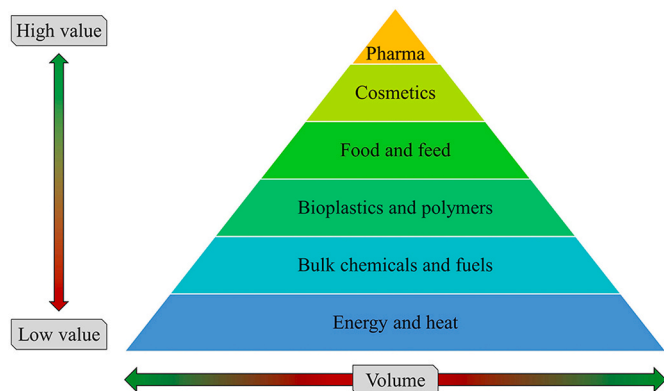 High value
Pharma
Cosmetics
Food and feed
Bioplastics and polymers
Bulk chemicals and fuels
Energy and heat
Low value
Volume